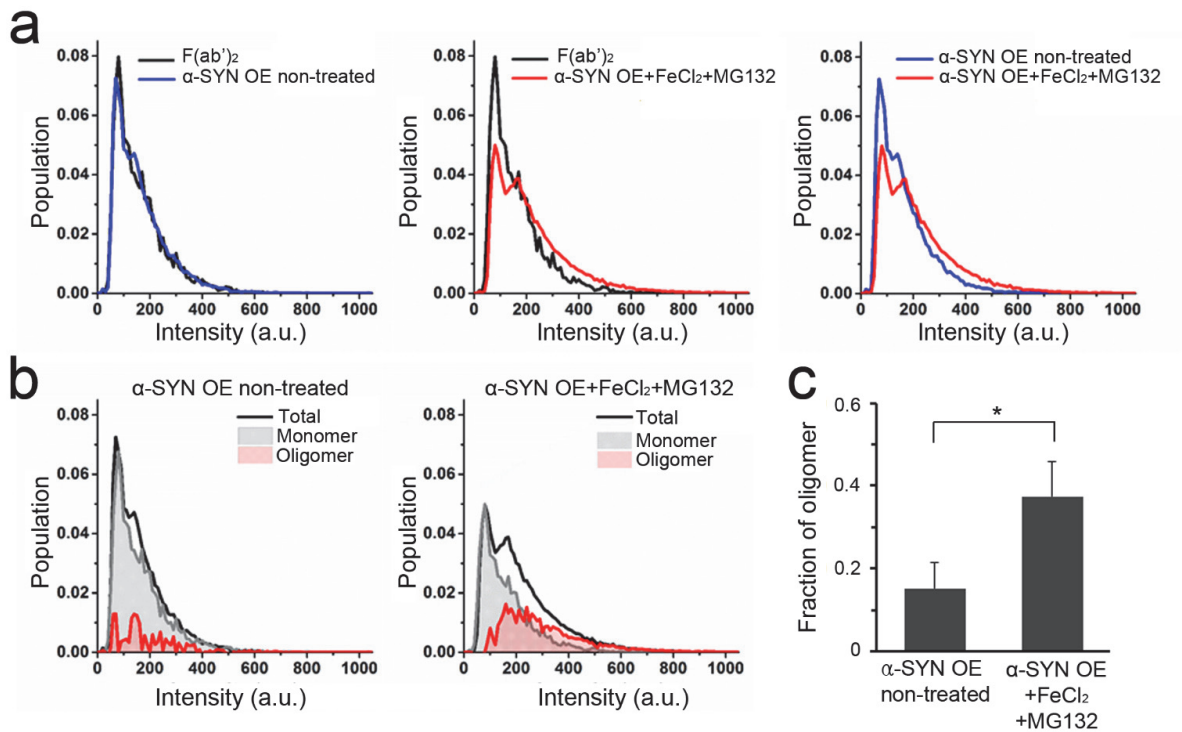 a
F(ab')₂
α-SYN OE non-treated
Population
0.08
0.06
0.04
0.02
0.00
0 200 400 600 800 1000
Intensity (a.u.)
F(ab')₂
α-SYN OE+FeCl₂+MG132
Population
0.08
0.06
0.04
0.02
0.00
0 200 400 600 800 1000
Intensity (a.u.)
α-SYN OE non-treated
α-SYN OE+FeCl₂+MG132
Population
0.08
0.06
0.04
0.02
0.00
0 200 400 600 800 1000
Intensity (a.u.)
b
α-SYN OE non-treated
Total
Monomer
Oligomer
Population
0.08
0.06
0.04
0.02
0.00
0 200 400 600 800 1000
Intensity (a.u.)
α-SYN OE+FeCl₂+MG132
Total
Monomer
Oligomer
Population
0.08
0.06
0.04
0.02
0.00
0 200 400 600 800 1000
Intensity (a.u.)
c
*
Fraction of oligomer
0.6
0.4
0.2
0
α-SYN OE
non-treated
α-SYN OE
+FeCl₂
+MG132